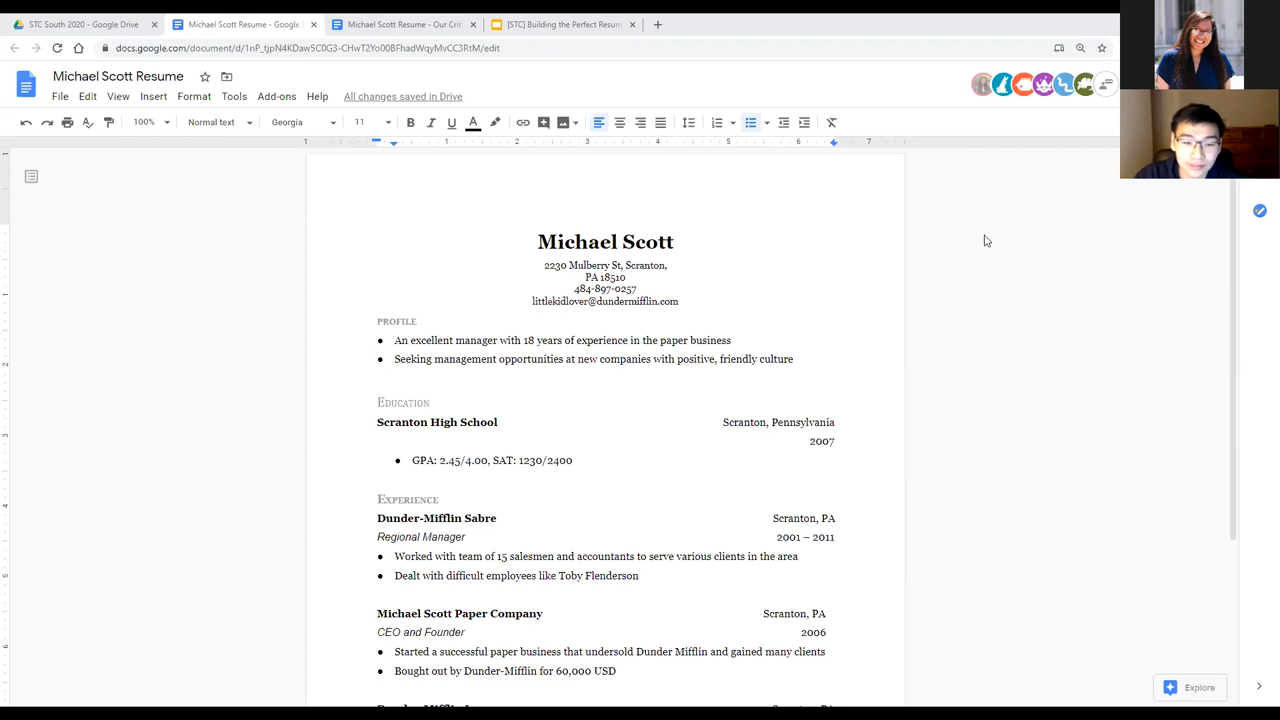 STC South 2020 - Google Drive
Michael Scott Resume - Google
Michael Scott Resume - Our Crit
[STC] Building the Perfect Resum
docs.google.com/document/d/1nP_tjpN4KDaw5C0G3-CHwT2Yo00BFhadWqyMvCC3RtM/edit
Michael Scott Resume
File Edit View Insert Format Tools Add-ons Help All changes saved in Drive
100% Normal text Georgia 11
1 1 2 3 4 5 6 7
Michael Scott
2230 Mulberry St, Scranton,
PA 18510
484-897-0257
littlekidlover@dundermifflin.com
PROFILE
● An excellent manager with 18 years of experience in the paper business
● Seeking management opportunities at new companies with positive, friendly culture
EDUCATION
Scranton High School Scranton, Pennsylvania
2007
● GPA: 2.45/4.00, SAT: 1230/2400
EXPERIENCE
Dunder-Mifflin Sabre Scranton, PA
Regional Manager 2001 – 2011
● Worked with team of 15 salesmen and accountants to serve various clients in the area
● Dealt with difficult employees like Toby Flenderson
Michael Scott Paper Company Scranton, PA
CEO and Founder 2006
● Started a successful paper business that undersold Dunder Mifflin and gained many clients
● Bought out by Dunder-Mifflin for 60,000 USD
Explore